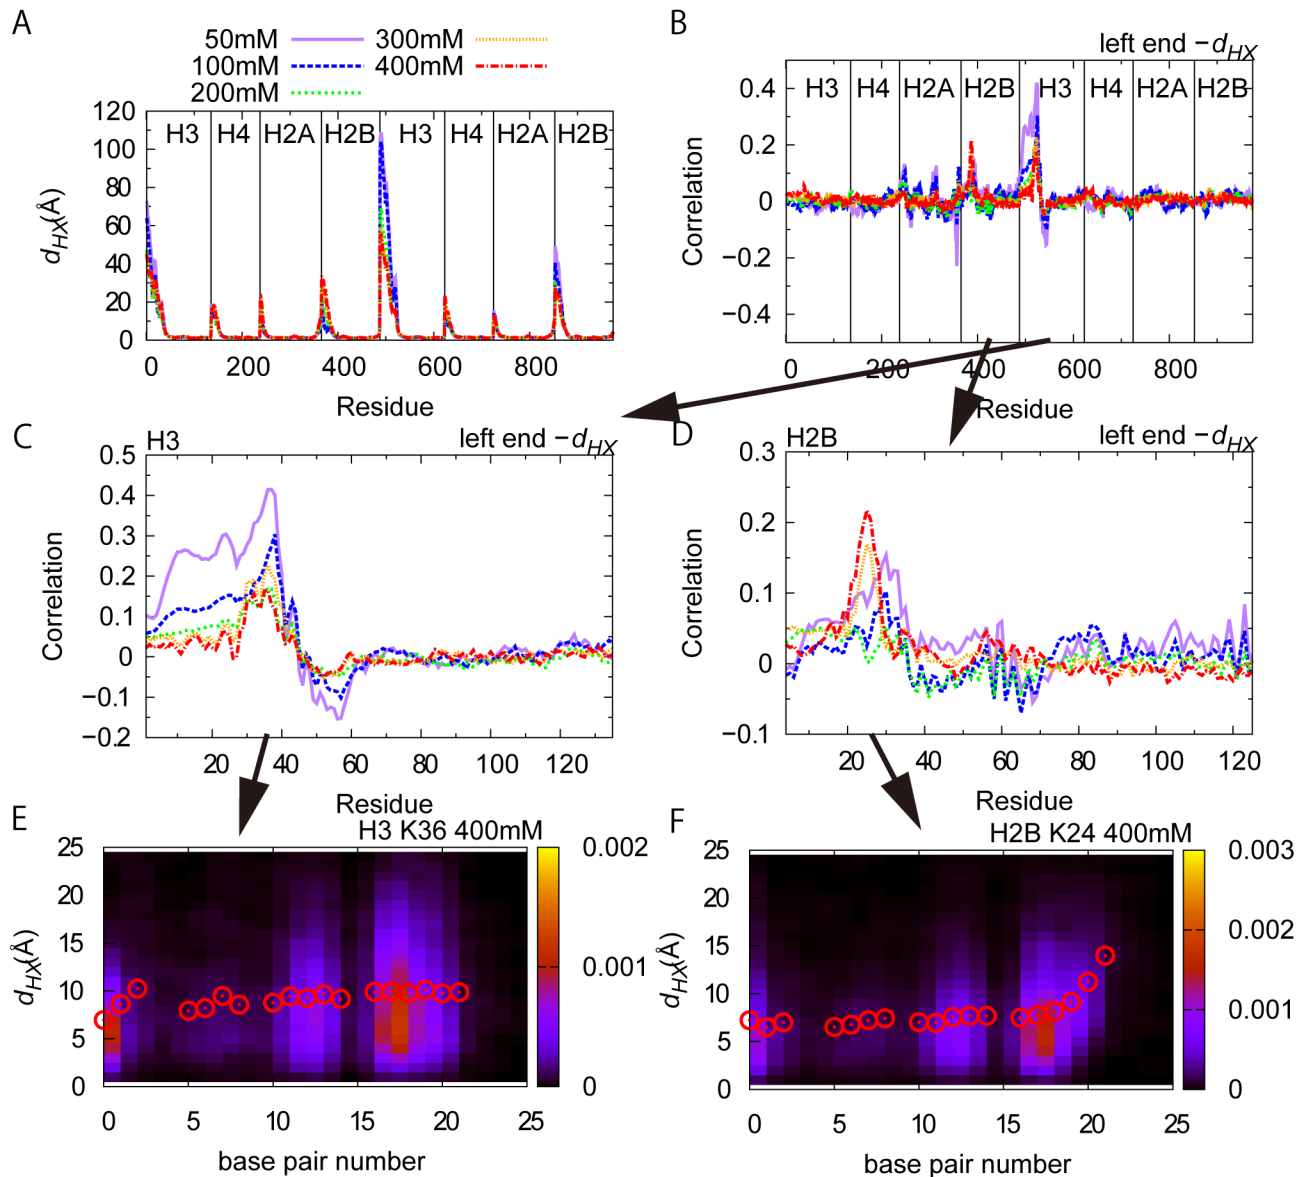 A
50mM
100mM
200mM
300mM
400mM
d_HX(Å)
120
100
80
60
40
20
0
H3 H4 H2A H2B H3 H4 H2A H2B
0 200 400 600 800
Residue
B
left end −d_HX
Correlation
0.4
0.2
0
−0.2
−0.4
H3 H4 H2A H2B H3 H4 H2A H2B
0 200 400 600 800
Residue
C
H3
left end −d_HX
Correlation
0.5
0.4
0.3
0.2
0.1
0
−0.1
−0.2
20 40 60 80 100 120
Residue
D
H2B
left end −d_HX
Correlation
0.3
0.2
0.1
0
−0.1
20 40 60 80 100 120
Residue
E
H3 K36 400mM
d_HX(Å)
25
20
15
10
5
0
0 5 10 15 20 25
base pair number
0.002
0.001
0
F
H2B K24 400mM
d_HX(Å)
25
20
15
10
5
0
0 5 10 15 20 25
base pair number
0.003
0.002
0.001
0